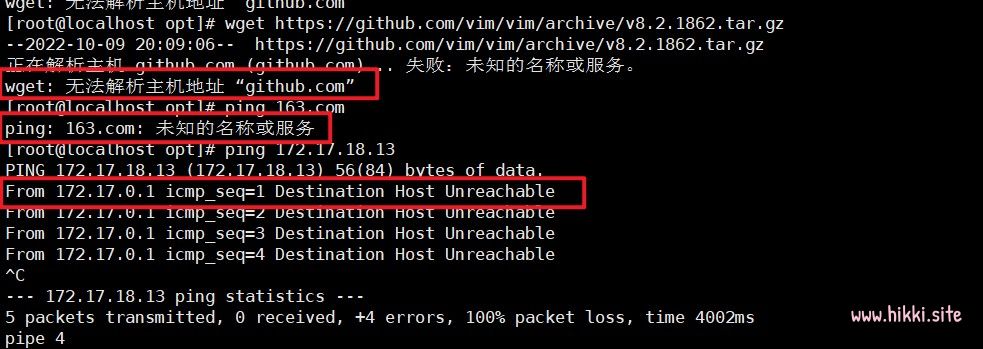 wget: 无法解析主机地址 “github.com
[root@localhost opt]# wget https://github.com/vim/vim/archive/v8.2.1862.tar.gz
--2022-10-09 20:09:06-- https://github.com/vim/vim/archive/v8.2.1862.tar.gz
正在解析主机 github.com (github.com)... 失败：未知的名称或服务。
wget: 无法解析主机地址 “github.com”
[root@localhost opt]# ping 163.com
ping: 163.com: 未知的名称或服务
[root@localhost opt]# ping 172.17.18.13
PING 172.17.18.13 (172.17.18.13) 56(84) bytes of data.
From 172.17.0.1 icmp_seq=1 Destination Host Unreachable
From 172.17.0.1 icmp_seq=2 Destination Host Unreachable
From 172.17.0.1 icmp_seq=3 Destination Host Unreachable
From 172.17.0.1 icmp_seq=4 Destination Host Unreachable
^C
--- 172.17.18.13 ping statistics ---
5 packets transmitted, 0 received, +4 errors, 100% packet loss, time 4002ms
pipe 4
www.hikki.site